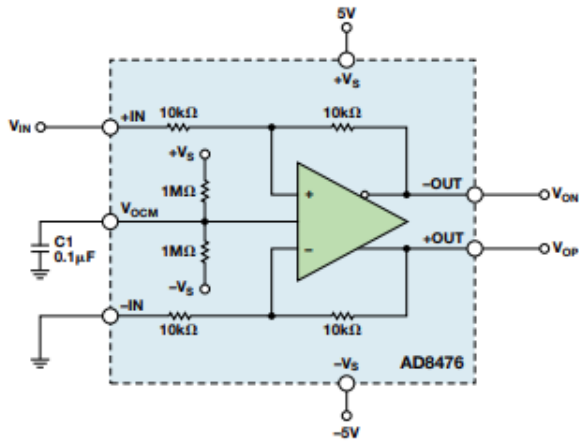 5V
+VS
+IN
10kΩ
10kΩ
VIN
+VS
1MΩ
–OUT
VON
VOCM
+
C1
0.1µF
1MΩ
–
+OUT
VOP
–VS
–IN
10kΩ
10kΩ
–VS
AD8476
–5V